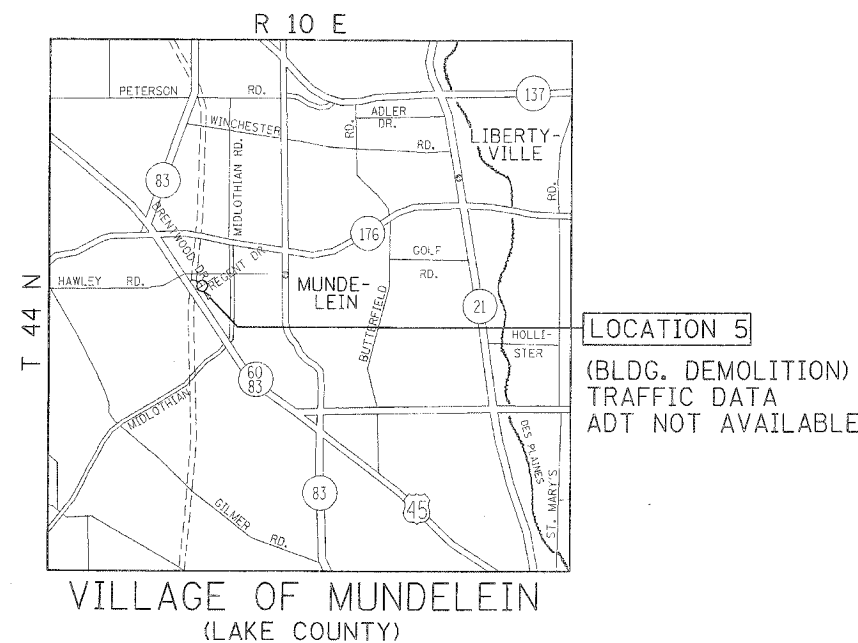 R 10 E
PETERSON RD.
137
ADLER DR.
WINCHESTER RD.
LIBERTY-
VILLE
RD.
RD.
MIDLOTHIAN RD.
83
BRENTWOOD DR.
176
REGENT DR.
GOLF
RD.
HAWLEY RD.
MUNDE-
LEIN
T 44 N
21
BUTTERFIELD
LOCATION 5
HOLLI-
STER
(BLDG. DEMOLITION)
TRAFFIC DATA
ADT NOT AVAILABLE
60
83
MIDLOTHIAN
DES PLAINES
ST. MARY'S
83
45
GILMER RD.
VILLAGE OF MUNDELEIN
(LAKE COUNTY)